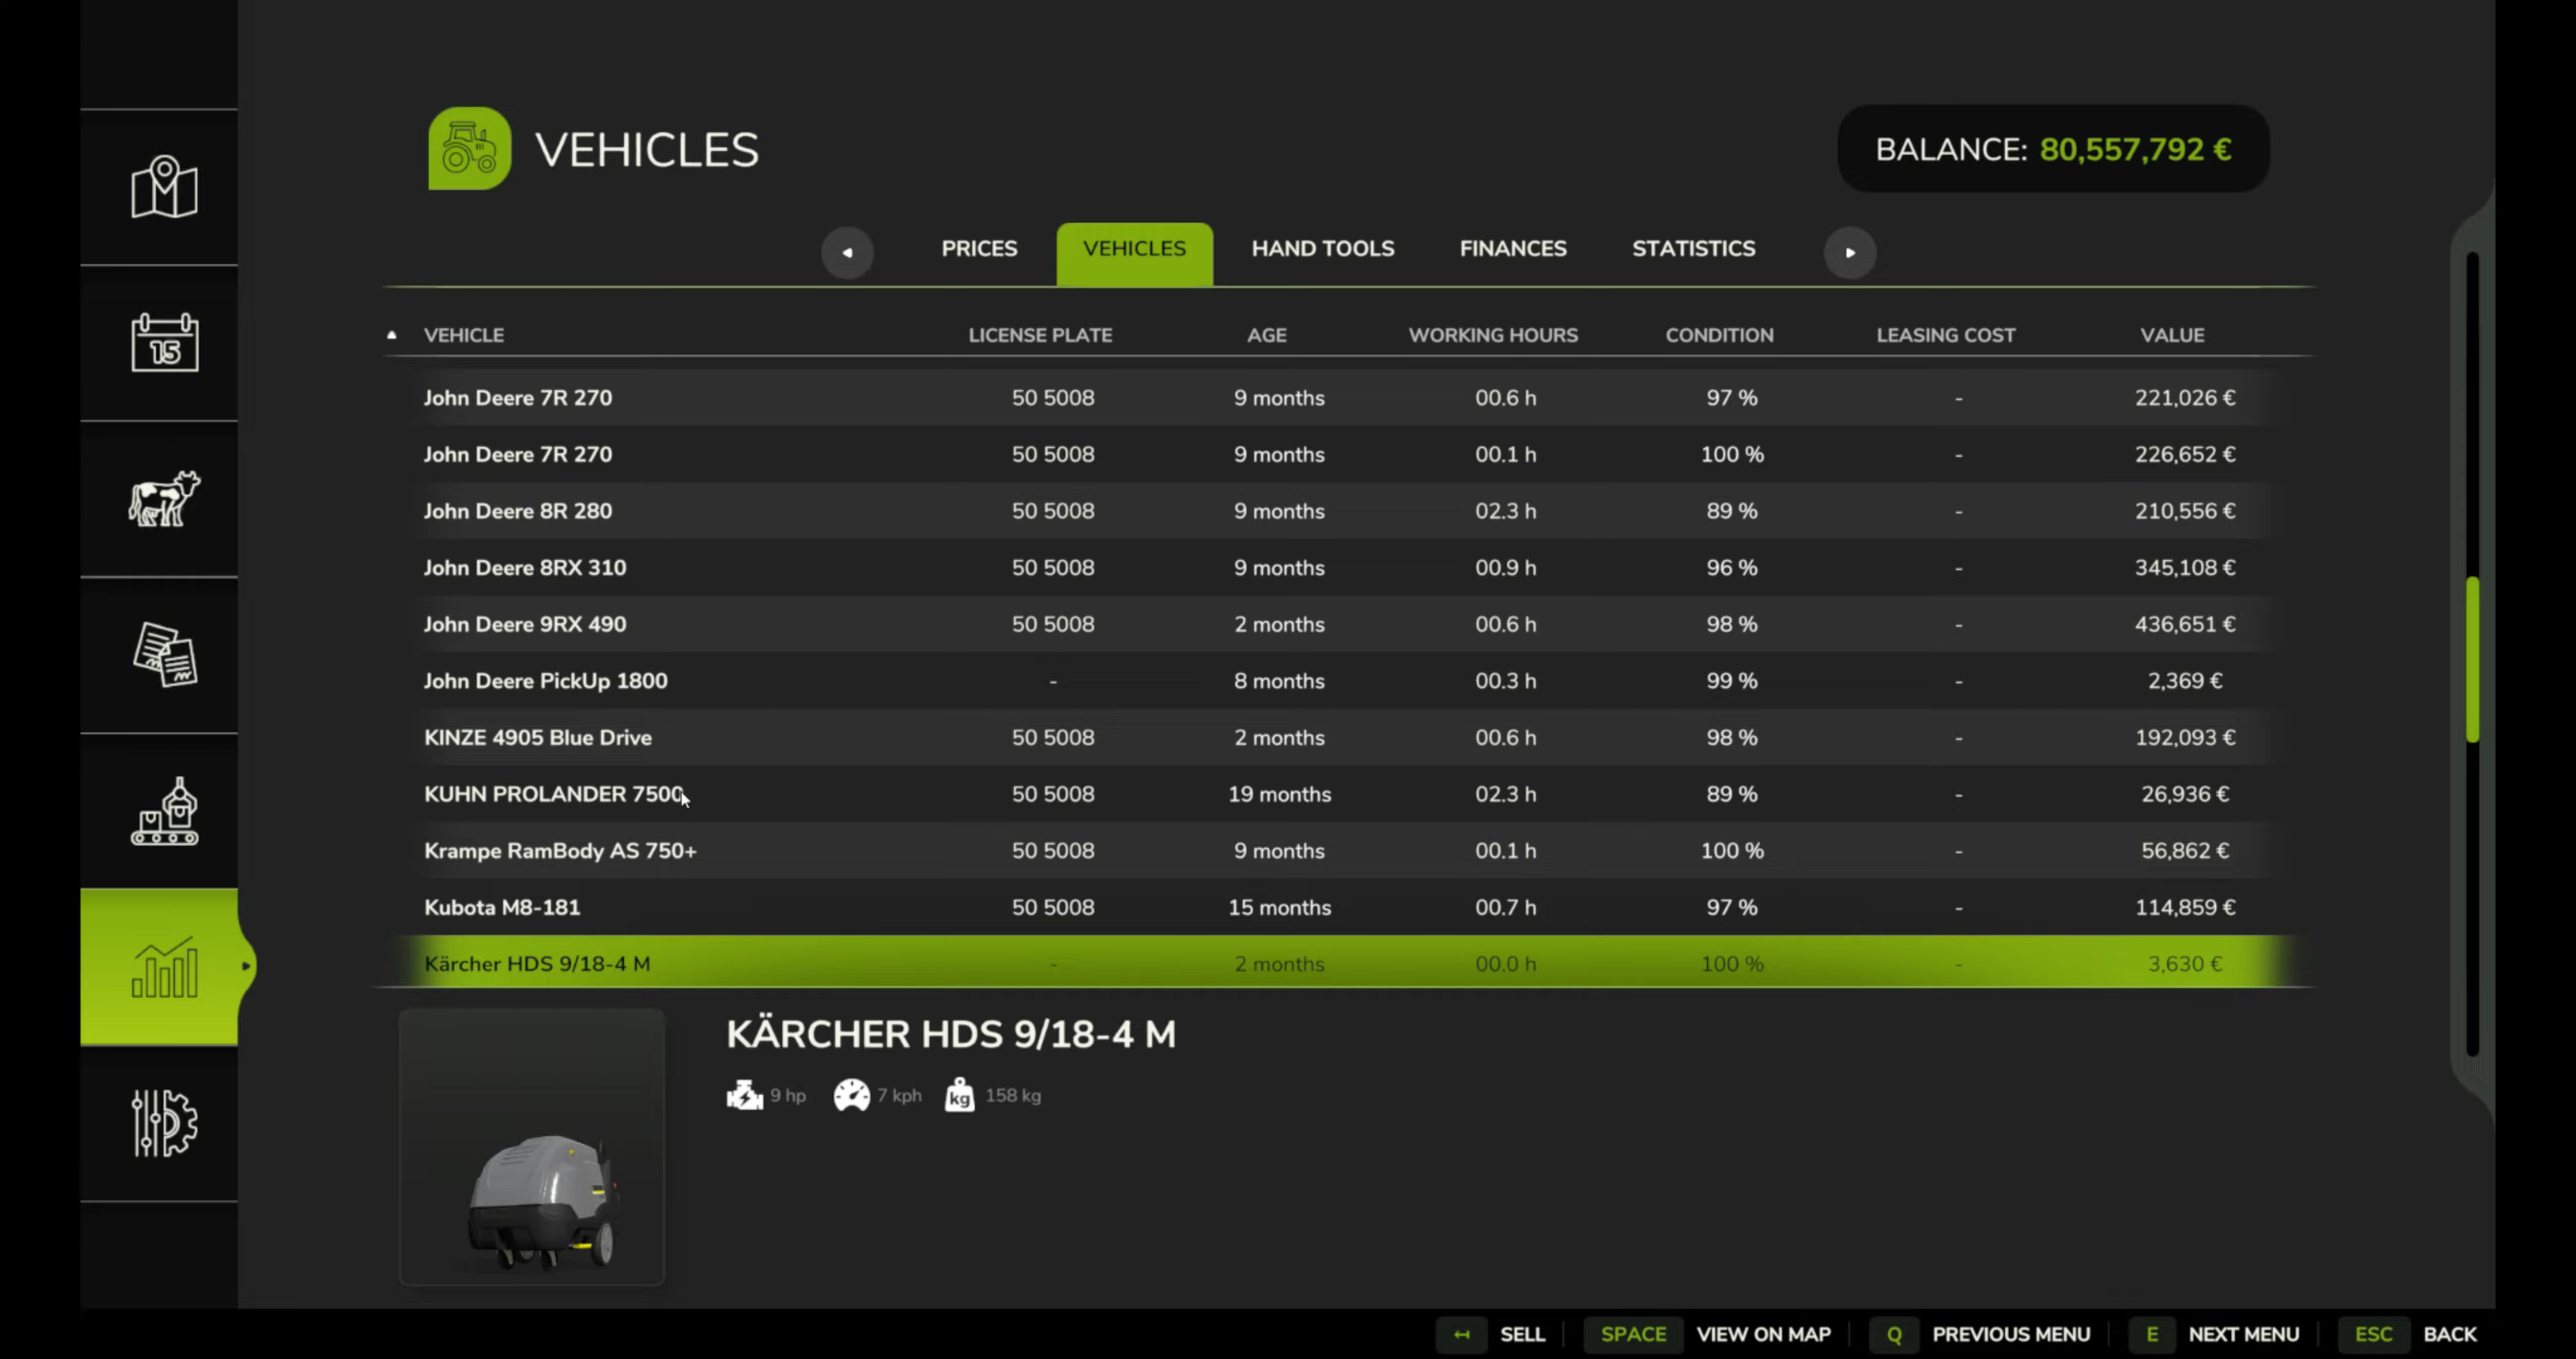 VEHICLES
BALANCE: 80,557,792 €
PRICES VEHICLES HAND TOOLS FINANCES STATISTICS
VEHICLE LICENSE PLATE AGE WORKING HOURS CONDITION LEASING COST VALUE
John Deere 7R 270 50 5008 9 months 00.6 h 97 % - 221,026 €
John Deere 7R 270 50 5008 9 months 00.1 h 100 % - 226,652 €
John Deere 8R 280 50 5008 9 months 02.3 h 89 % - 210,556 €
John Deere 8RX 310 50 5008 9 months 00.9 h 96 % - 345,108 €
John Deere 9RX 490 50 5008 2 months 00.6 h 98 % - 436,651 €
John Deere PickUp 1800 - 8 months 00.3 h 99 % - 2,369 €
KINZE 4905 Blue Drive 50 5008 2 months 00.6 h 98 % - 192,093 €
KUHN PROLANDER 7500 50 5008 19 months 02.3 h 89 % - 26,936 €
Krampe RamBody AS 750+ 50 5008 9 months 00.1 h 100 % - 56,862 €
Kubota M8-181 50 5008 15 months 00.7 h 97 % - 114,859 €
Kärcher HDS 9/18-4 M - 2 months 00.0 h 100 % - 3,630 €
KÄRCHER HDS 9/18-4 M
9 hp 7 kph kg 158 kg
15
SELL SPACE VIEW ON MAP Q PREVIOUS MENU E NEXT MENU ESC BACK